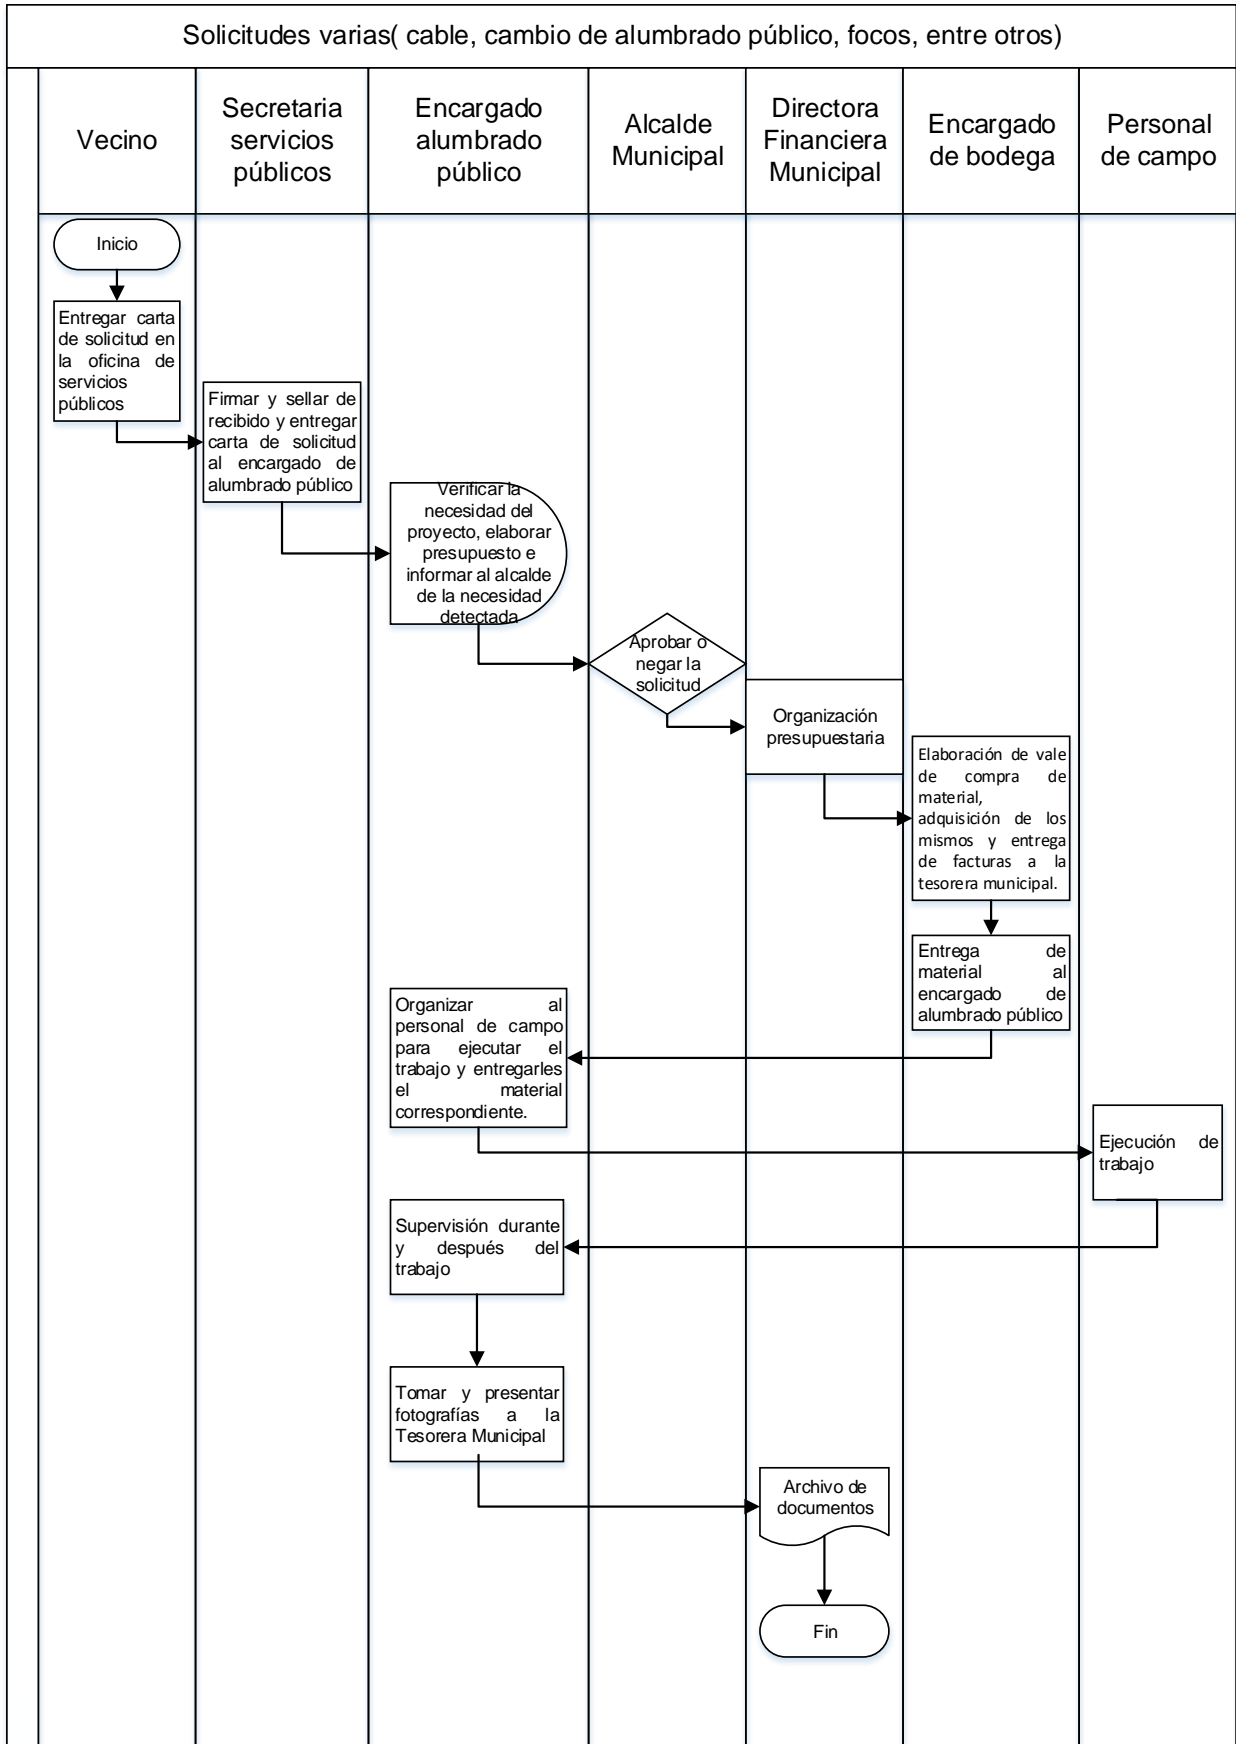 Solicitudes varias( cable, cambio de alumbrado público, focos, entre otros)
Vecino
Secretaria
servicios
públicos
Encargado
alumbrado
público
Alcalde
Municipal
Directora
Financiera
Municipal
Encargado
de bodega
Personal
de campo
Inicio
Entregar carta
de solicitud en
la oficina de
servicios
públicos
Firmar y sellar de
recibido y entregar
carta de solicitud
al encargado de
alumbrado público
Verificar la
necesidad del
proyecto, elaborar
presupuesto e
informar al alcalde
de la necesidad
detectada
Aprobar o
negar la
solicitud
Organización
presupuestaria
Elaboración de vale
de compra de
material,
adquisición de los
mismos y entrega
de facturas a la
tesorera municipal.
Entrega de
material al
encargado de
alumbrado público
Organizar al
personal de campo
para ejecutar el
trabajo y entregarles
el material
correspondiente.
Ejecución de
trabajo
Supervisión durante
y después del
trabajo
Tomar y presentar
fotografías a la
Tesorera Municipal
Archivo de
documentos
Fin